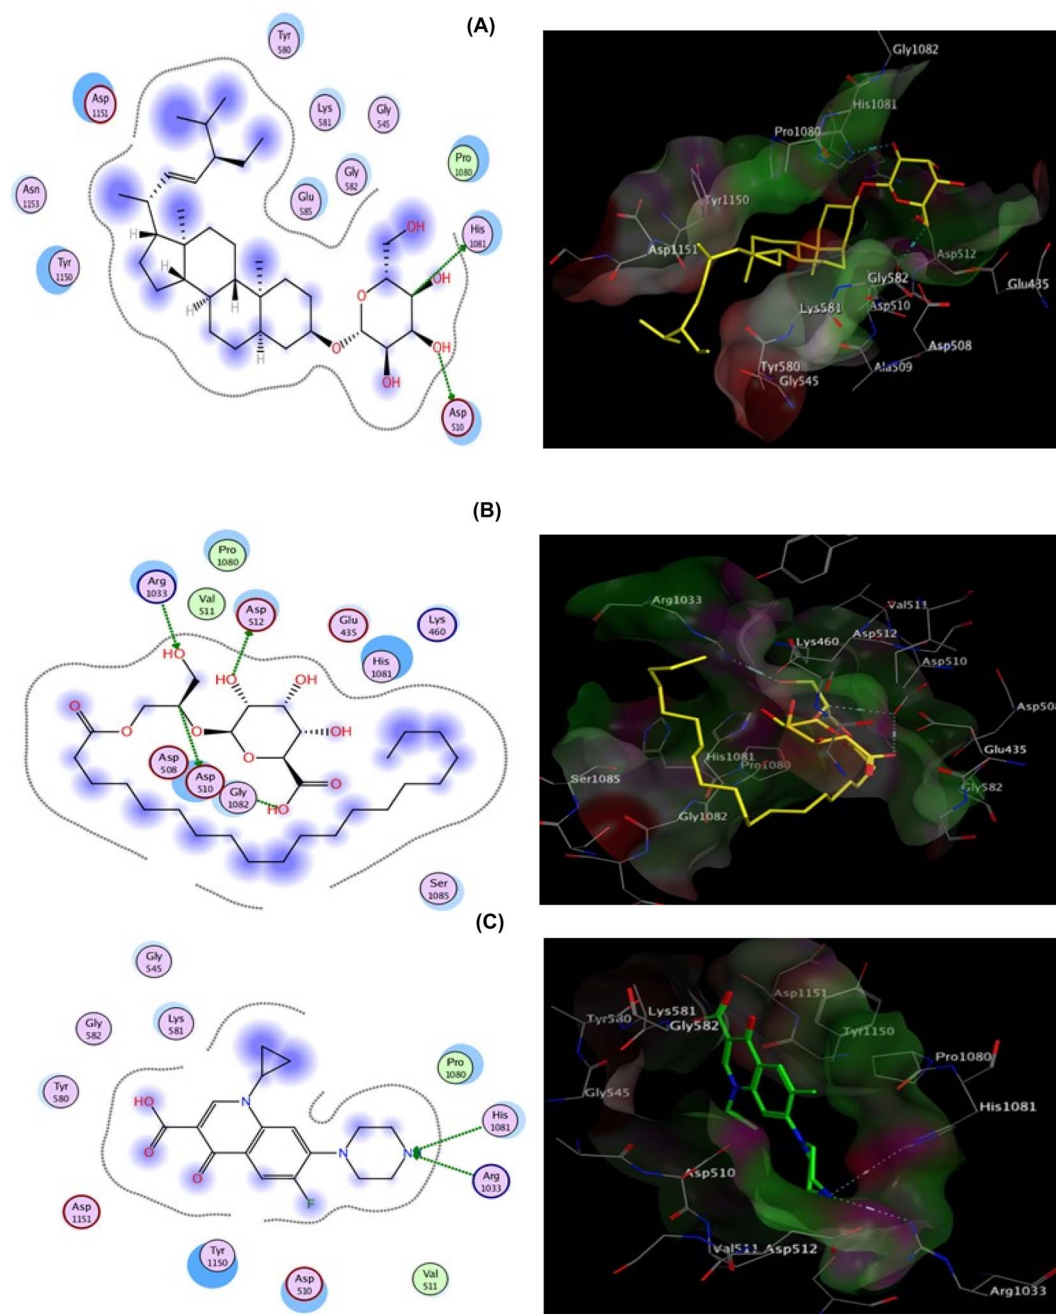 (A)
Tyr
580
Asp
1151
Lys
581
Gly
545
Pro
1080
Asn
1153
Gly
582
Glu
585
His
1081
Tyr
1150
OH
OH
OH
OH
O
O
H
H
H
H
Asp
510
Gly1082
His1081
Pro1080
Tyr1150
Asp1151
Asp512
Gly582
Glu435
Lys581
Asp510
Asp508
Tyr580
Ala509
Gly545
(B)
Pro
1080
Arg
1033
Val
511
Asp
512
Glu
435
Lys
460
His
1081
HO
HO
OH
OH
O
O
O
O
O
HO
Asp
508
Asp
510
Gly
1082
Ser
1085
Arg1033
Val511
Lys460
Asp512
Asp510
Asp508
His1081
Pro1080
Glu435
Ser1085
Gly582
Gly1082
(C)
Gly
545
Gly
582
Lys
581
Tyr
580
Pro
1080
His
1081
Arg
1033
HO
O
O
N
N
N
F
Asp
1151
Tyr
1150
Asp
510
Val
511
Asp1151
Tyr580
Lys581
Gly582
Tyr1150
Pro1080
Gly545
His1081
Asp510
Val511
Asp512
Arg1033